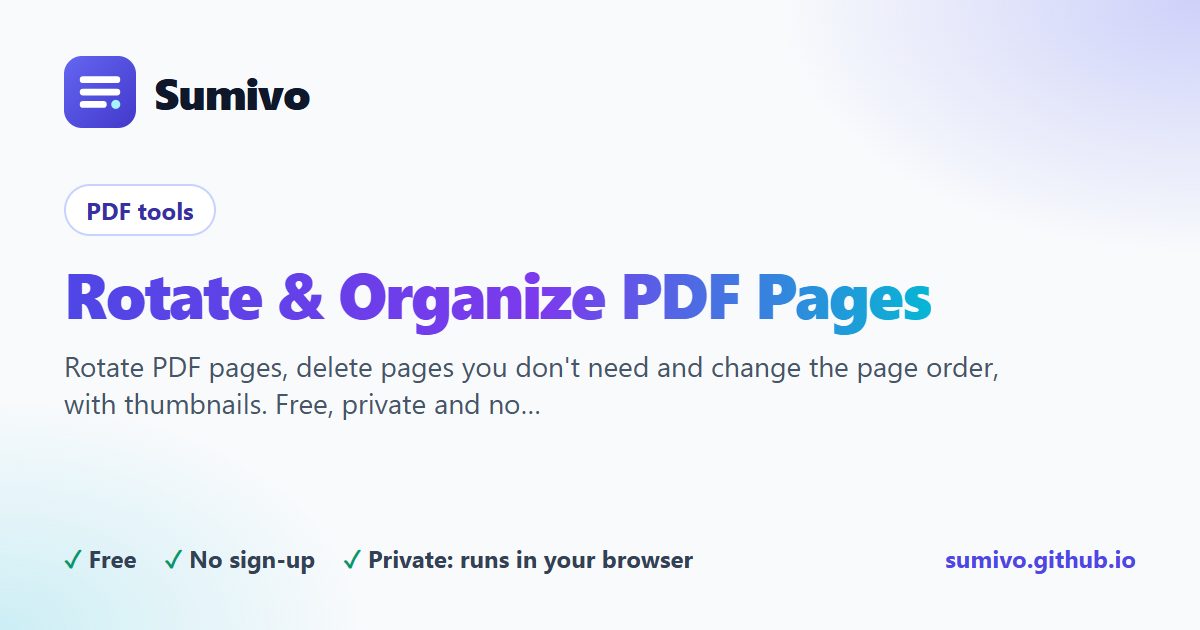 Sumivo
PDF tools
Rotate & Organize PDF Pages
Rotate PDF pages, delete pages you don't need and change the page order,
with thumbnails. Free, private and no...
✓ Free ✓ No sign-up ✓ Private: runs in your browser
sumivo.github.io